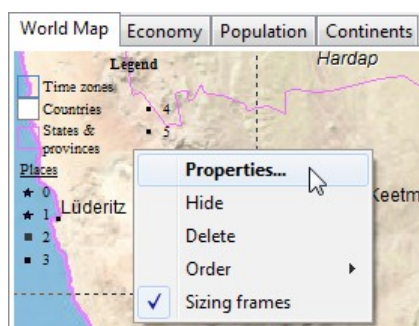 World Map Economy Population Continents
Hardap
Legend
Time zones
Countries
States &
provinces
4
5
Places
0
1
2
3
Lüderitz
Keetm
Properties...
Hide
Delete
Order
Sizing frames